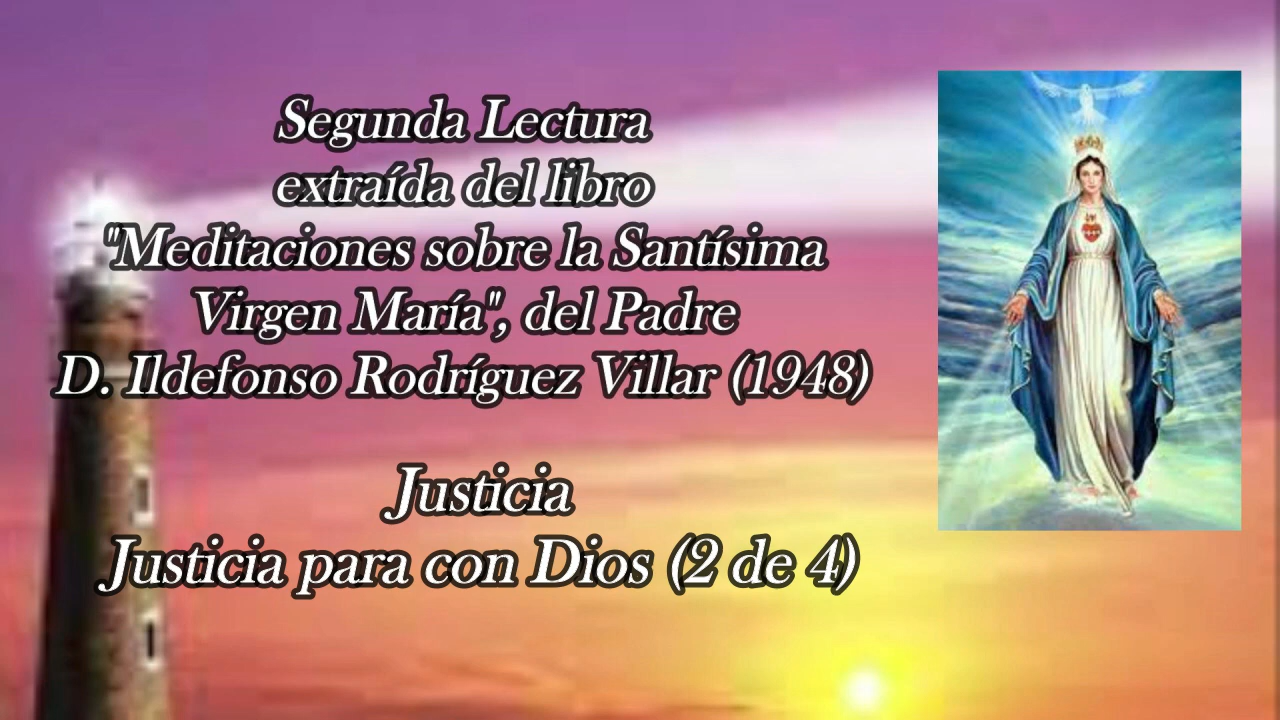 Segunda Lectura
extraída del libro
"Meditaciones sobre la Santísima
Virgen María", del Padre
D. Ildefonso Rodríguez Villar (1948)
Justicia
Justicia para con Dios (2 de 4)